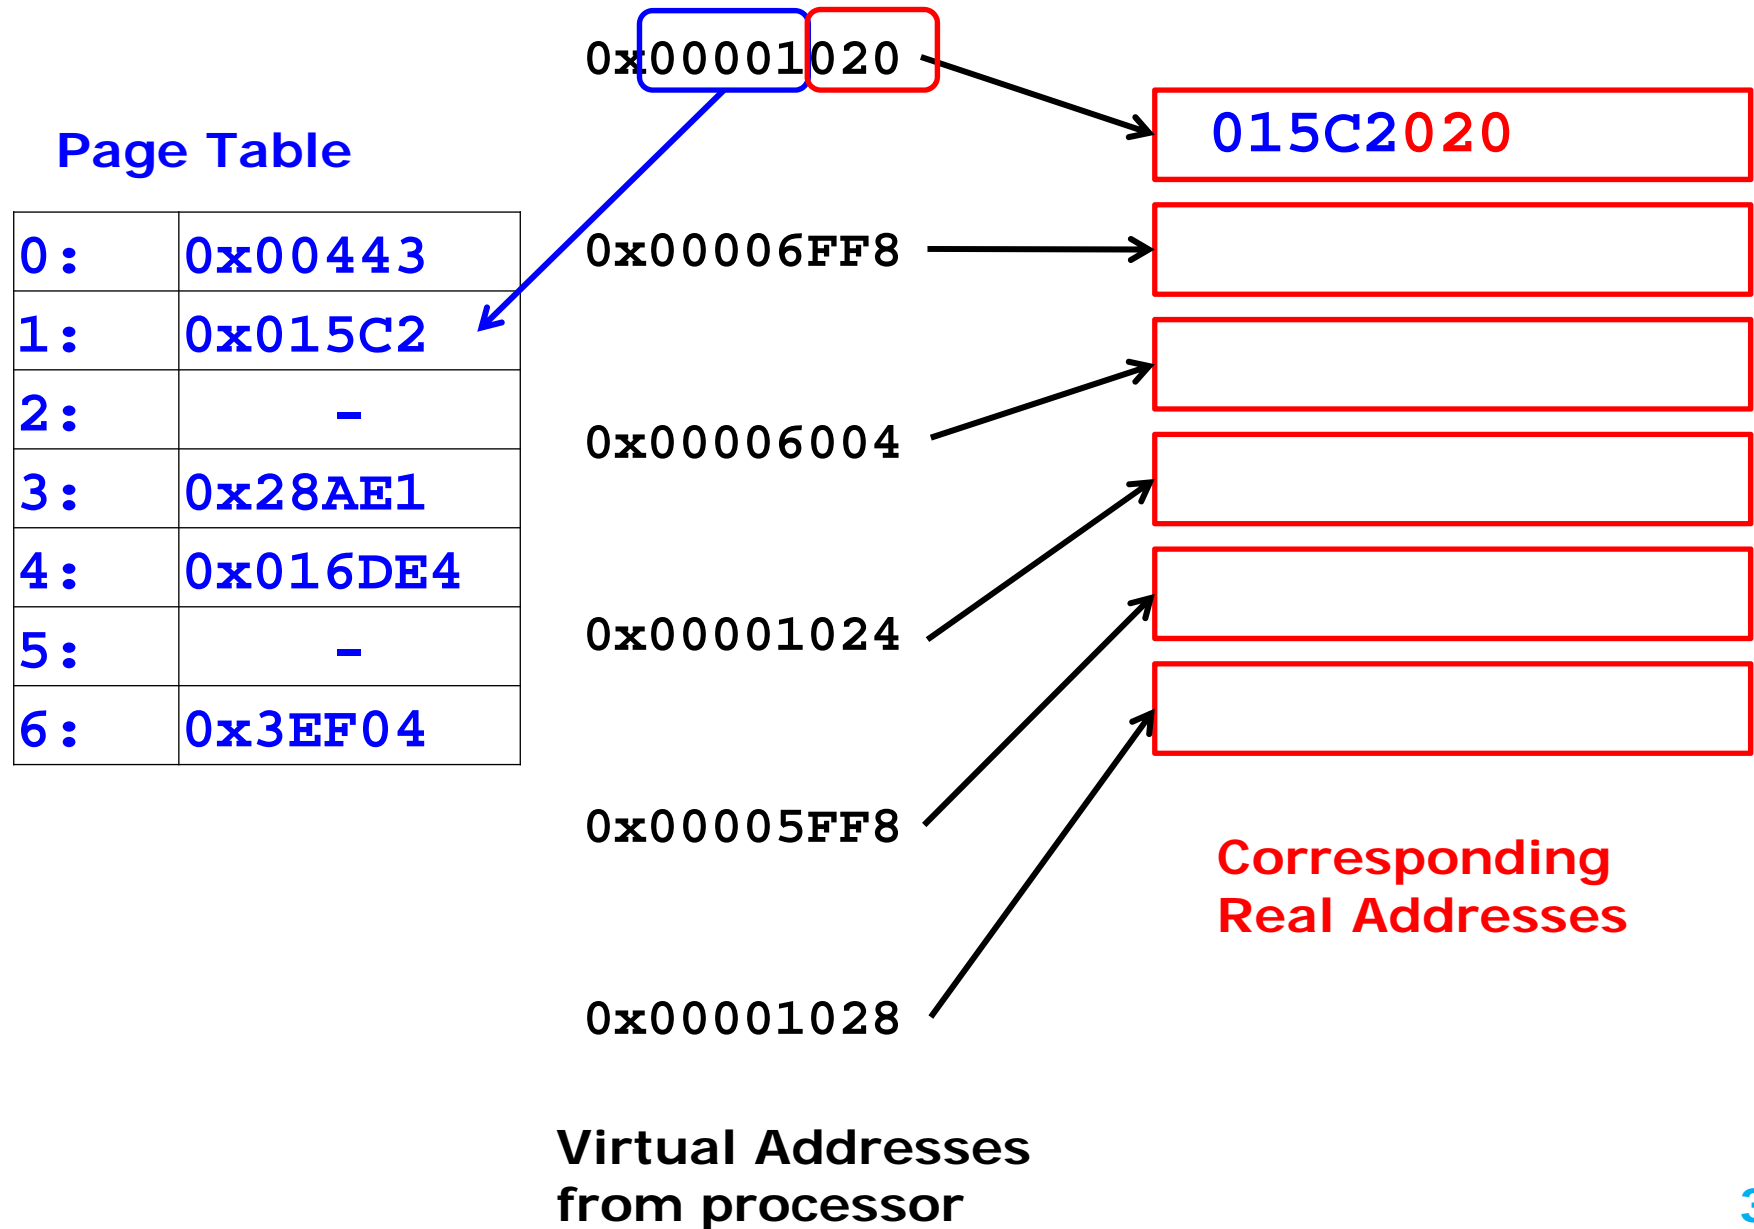 0x00001020
015C2020
Page Table
0: 0x00443
1: 0x015C2
2: -
3: 0x28AE1
4: 0x016DE4
5: -
6: 0x3EF04
0x00006FF8
0x00006004
0x00001024
0x00005FF8
0x00001028
Corresponding
Real Addresses
Virtual Addresses
from processor